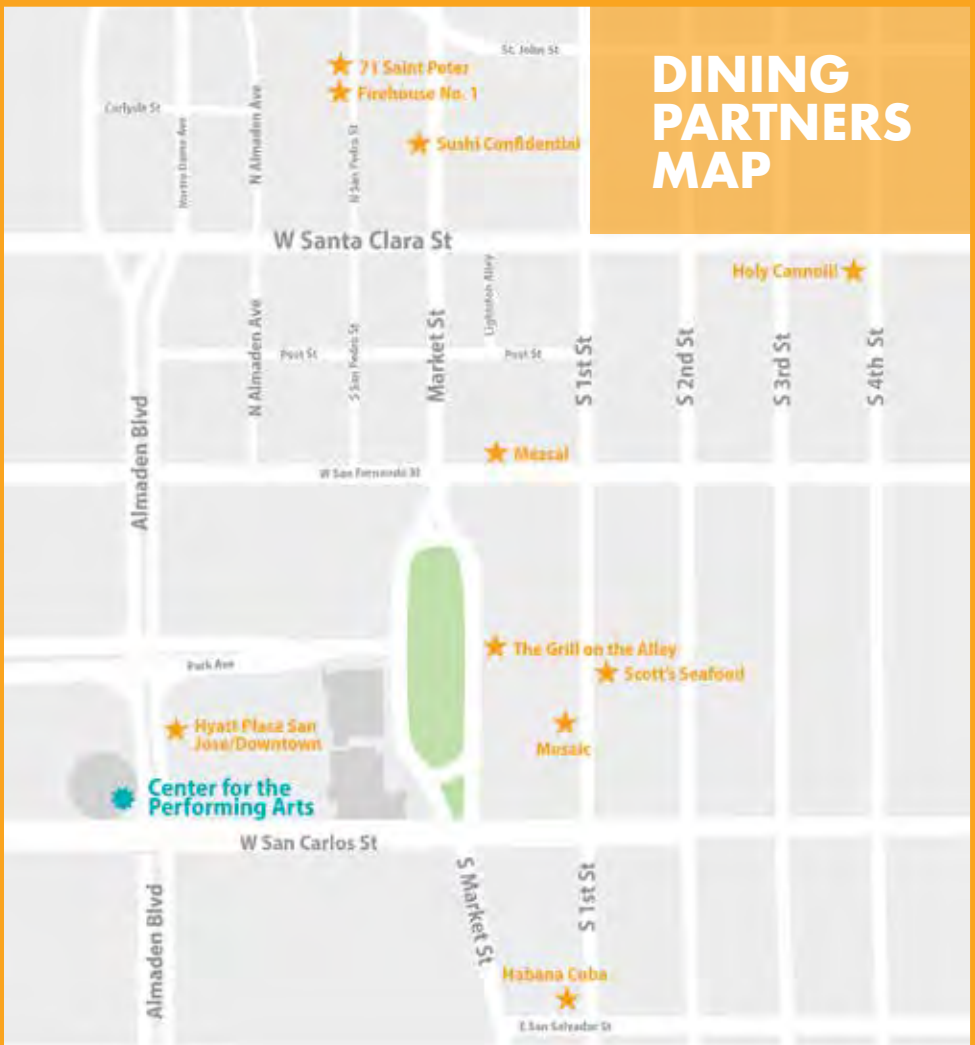 DINING
PARTNERS
MAP
St. John St
71 Saint Peter
Firehouse No. 1
Carlysle St
Notre Dame Ave
N Almaden Ave
N San Pedro St
Sushi Confidential
W Santa Clara St
Holy Cannoli!
Lightston Alley
N Almaden Ave
Post St
S San Pedro St
Market St
Post St
S 1st St
S 2nd St
S 3rd St
S 4th St
Almaden Blvd
Mezcal
W San Fernando St
The Grill on the Alley
Park Ave
Scott's Seafood
Hyatt Place San
Jose/Downtown
Mosaic
Center for the
Performing Arts
W San Carlos St
Almaden Blvd
S Market St
S 1st St
Habana Cuba
E San Salvador St